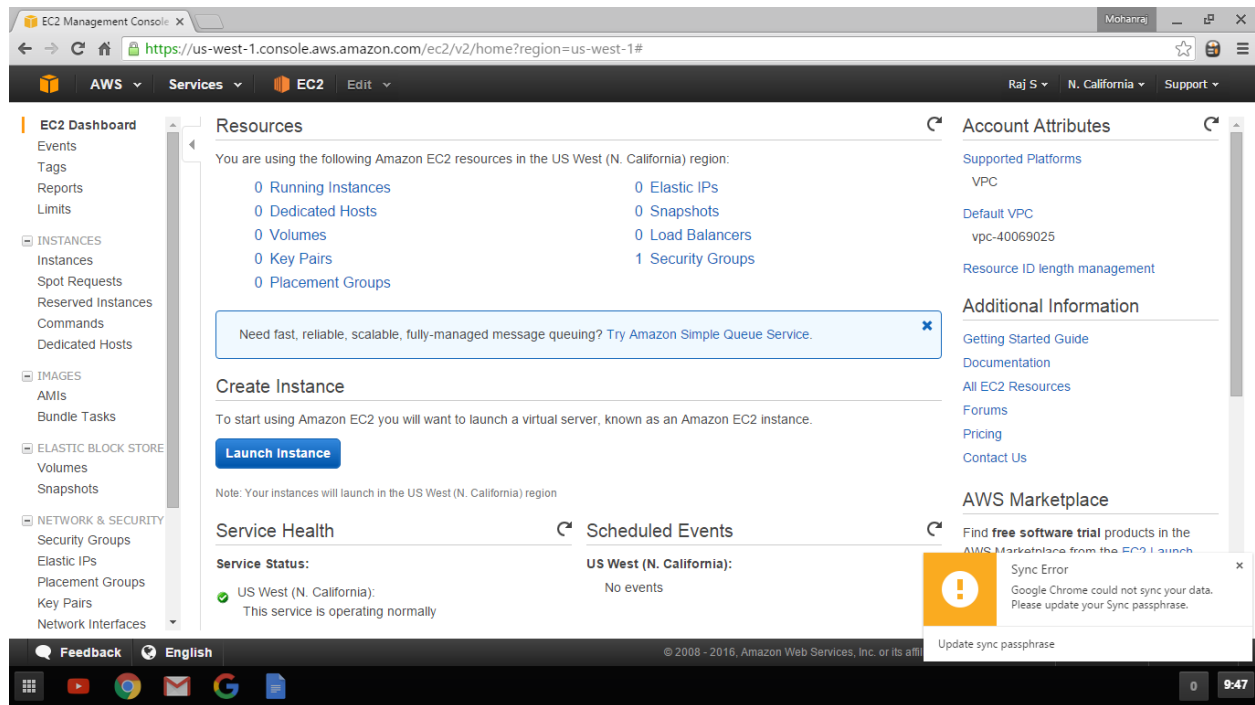 EC2 Management Console
Mohanraj
https://us-west-1.console.aws.amazon.com/ec2/v2/home?region=us-west-1#
AWS Services EC2 Edit Raj S N. California Support
EC2 Dashboard
Events
Tags
Reports
Limits
INSTANCES
Instances
Spot Requests
Reserved Instances
Commands
Dedicated Hosts
IMAGES
AMIs
Bundle Tasks
ELASTIC BLOCK STORE
Volumes
Snapshots
NETWORK & SECURITY
Security Groups
Elastic IPs
Placement Groups
Key Pairs
Network Interfaces
Resources
You are using the following Amazon EC2 resources in the US West (N. California) region:
0 Running Instances
0 Dedicated Hosts
0 Volumes
0 Key Pairs
0 Placement Groups
0 Elastic IPs
0 Snapshots
0 Load Balancers
1 Security Groups
Need fast, reliable, scalable, fully-managed message queuing? Try Amazon Simple Queue Service.
Create Instance
To start using Amazon EC2 you will want to launch a virtual server, known as an Amazon EC2 instance.
Launch Instance
Note: Your instances will launch in the US West (N. California) region
Service Health
Service Status:
US West (N. California):
This service is operating normally
Scheduled Events
US West (N. California):
No events
Account Attributes
Supported Platforms
VPC
Default VPC
vpc-40069025
Resource ID length management
Additional Information
Getting Started Guide
Documentation
All EC2 Resources
Forums
Pricing
Contact Us
AWS Marketplace
Find free software trial products in the
AWS Marketplace from the EC2 Launch
Sync Error
Google Chrome could not sync your data.
Please update your Sync passphrase.
Update sync passphrase
Feedback English
© 2008 - 2016, Amazon Web Services, Inc. or its
0 9:47